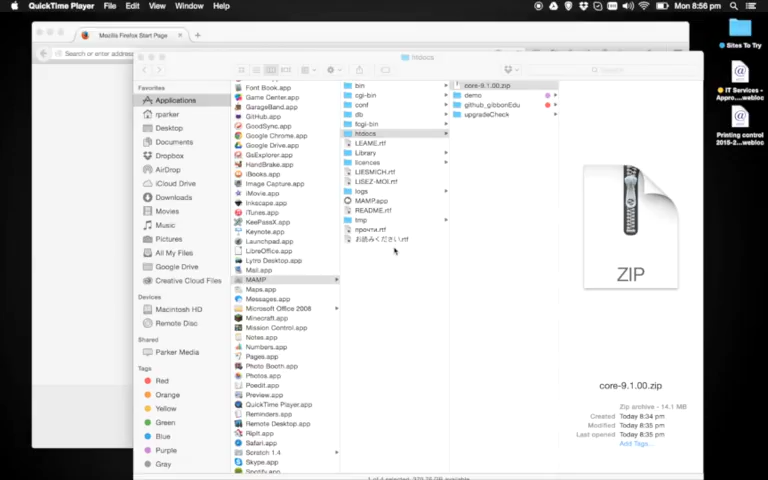 QuickTime Player File Edit View Window Help
Mon 8:56 pm
Mozilla Firefox Start Page
Search or enter address
htdocs
Search
Favorites
Applications
rparker
Desktop
Documents
Dropbox
AirDrop
iCloud Drive
Downloads
Movies
Music
Pictures
All My Files
Google Drive
Creative Cloud Files
Devices
Macintosh HD
Remote Disc
Shared
Parker Media
Tags
Red
Orange
Yellow
Green
Blue
Purple
Gray
Font Book.app
Game Center.app
GarageBand.app
GitHub.app
GoodSync.app
Google Chrome.app
Google Drive.app
GsExplorer.app
HandBrake.app
iBooks.app
Image Capture.app
iMovie.app
Inkscape.app
iTunes.app
KeePassX.app
Keynote.app
Launchpad.app
LibreOffice.app
Lytro Desktop.app
Mail.app
MAMP
Maps.app
Messages.app
Microsoft Office 2008
Minecraft.app
Mission Control.app
Notes.app
Numbers.app
Pages.app
Photo Booth.app
Photos.app
Poedit.app
Preview.app
QuickTime Player.app
Reminders.app
Remote Desktop.app
RipIt.app
Safari.app
Scratch 1.4
Skype.app
Spotify.app
bin
cgi-bin
conf
db
fcgi-bin
htdocs
LEAME.rtf
Library
licences
LIESMICH.rtf
LISEZ-MOI.rtf
logs
MAMP.app
README.rtf
tmp
прочти.rtf
お読みください.rtf
core-9.1.00.zip
demo
github_gibbonEdu
upgradeCheck
ZIP
core-9.1.00.zip
Zip archive - 14.1 MB
Created Today 8:34 pm
Modified Today 8:35 pm
Last opened Today 8:35 pm
Add Tags...
Sites To Try
IT Services -
Appro...webloc
Printing control
2015-2...webloc